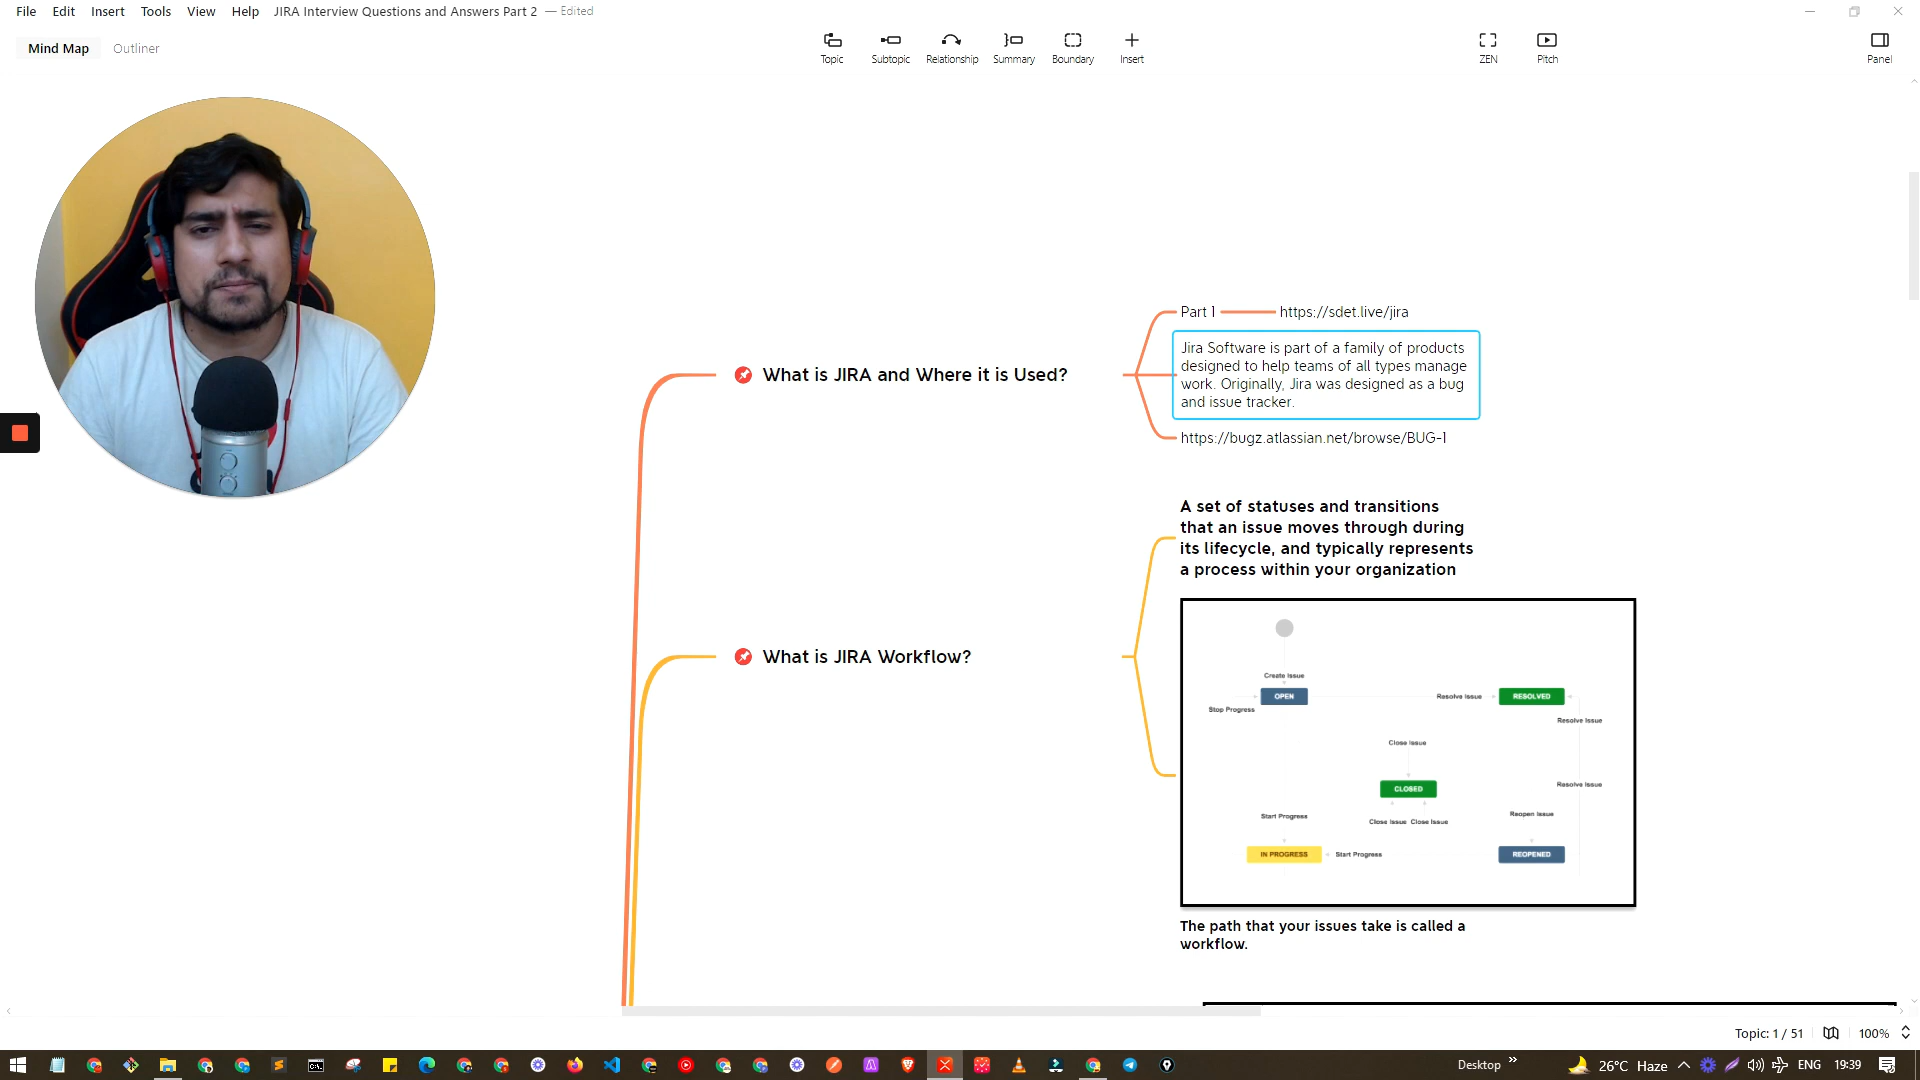 File Edit Insert Tools View Help JIRA Interview Questions and Answers Part 2 — Edited
Mind Map Outliner
Topic Subtopic Relationship Summary Boundary Insert ZEN Pitch Panel
Part 1 https://sdet.live/jira
What is JIRA and Where it is Used?
Jira Software is part of a family of products
designed to help teams of all types manage
work. Originally, Jira was designed as a bug
and issue tracker.
https://bugz.atlassian.net/browse/BUG-1
What is JIRA Workflow?
A set of statuses and transitions
that an issue moves through during
its lifecycle, and typically represents
a process within your organization
Create Issue
OPEN Resolve Issue RESOLVED
Stop Progress
Resolve Issue
Close Issue
Resolve Issue
CLOSED
Start Progress Close Issue Close Issue Reopen Issue
IN PROGRESS Start Progress REOPENED
The path that your issues take is called a
workflow.
Topic: 1 / 51 100%
Desktop 26°C Haze ENG 19:39